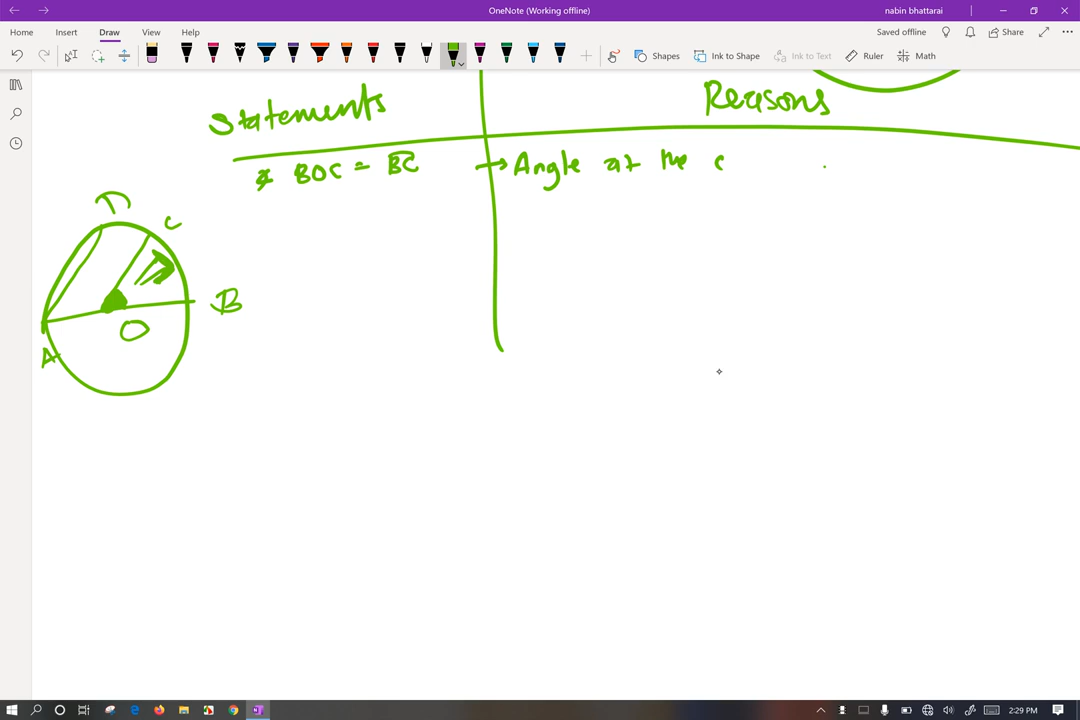 OneNote (Working offline)
nabin bhattarai
Home Insert Draw View Help
Saved offline Share
Shapes Ink to Shape Ink to Text Ruler Math
Statements Reasons
∠ BOC = BC → Angle at the c
D
C
B
O
A
2:29 PM